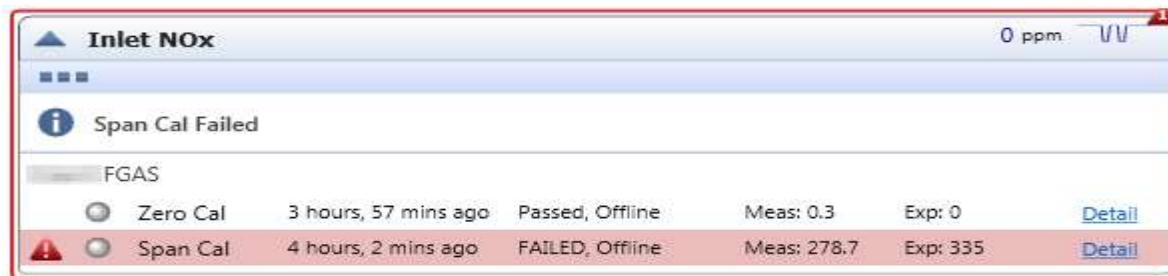 Inlet NOx 0 ppm 1
Span Cal Failed
FGAS
Zero Cal 3 hours, 57 mins ago Passed, Offline Meas: 0.3 Exp: 0 Detail
Span Cal 4 hours, 2 mins ago FAILED, Offline Meas: 278.7 Exp: 335 Detail